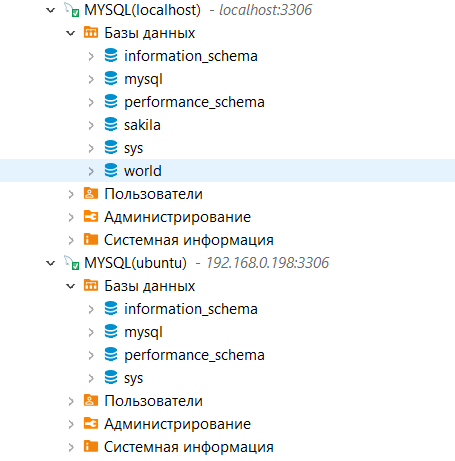 MYSQL(localhost) - localhost:3306
Базы данных
information_schema
mysql
performance_schema
sakila
sys
world
Пользователи
Администрирование
Системная информация
MYSQL(ubuntu) - 192.168.0.198:3306
Базы данных
information_schema
mysql
performance_schema
sys
Пользователи
Администрирование
Системная информация